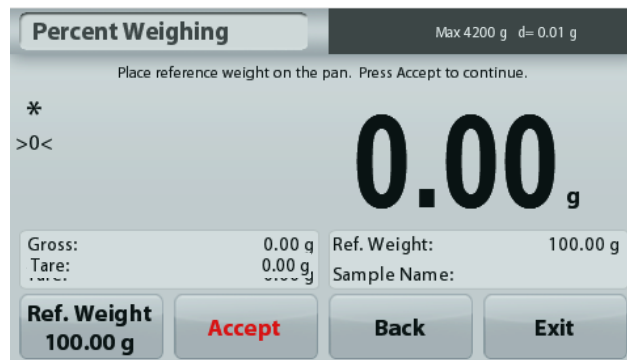 Percent Weighing
Max 4200 g d= 0.01 g
Place reference weight on the pan. Press Accept to continue.
*
>0<
0.00 g
Gross: 0.00 g
Tare: 0.00 g
Ref. Weight: 100.00 g
Sample Name:
Ref. Weight
100.00 g
Accept
Back
Exit